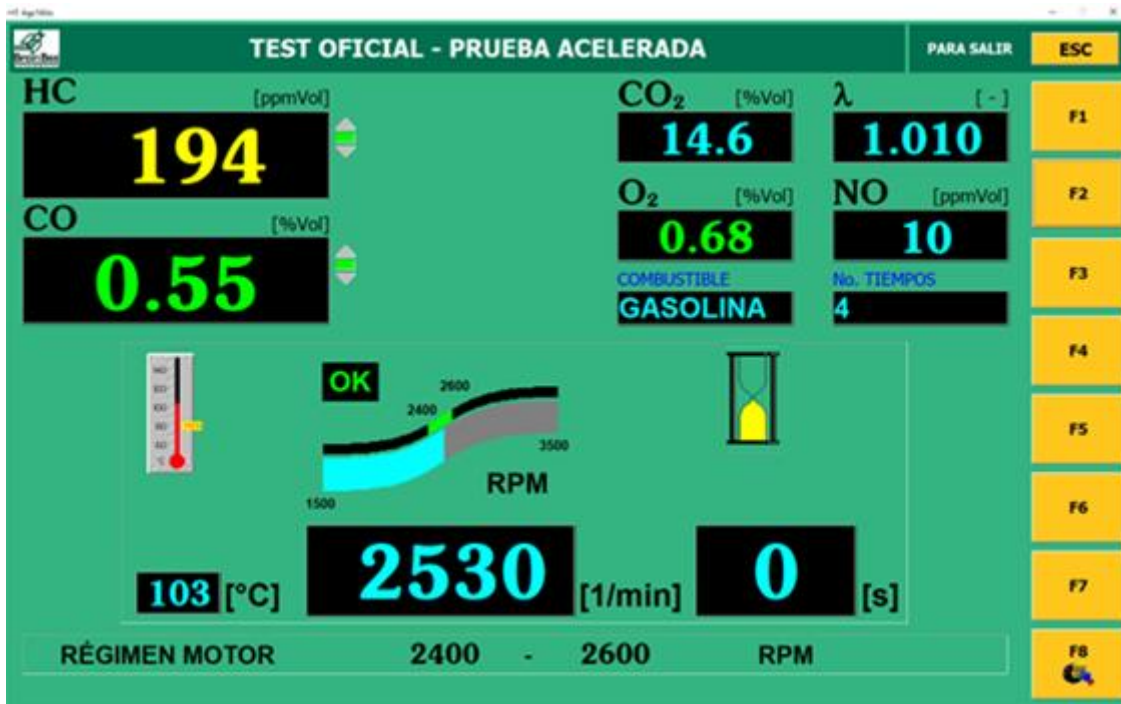 TEST OFICIAL - PRUEBA ACELERADA
PARA SALIR
ESC
HC [ppmVol]
194
CO [%Vol]
0.55
CO₂ [%Vol]
14.6
λ [ - ]
1.010
O₂ [%Vol]
0.68
NO [ppmVol]
10
COMBUSTIBLE
GASOLINA
No. TIEMPOS
4
F1
F2
F3
F4
F5
F6
F7
F8
OK
2600
2400
3500
1500
RPM
103 [°C]
2530 [1/min]
0 [s]
RÉGIMEN MOTOR 2400 - 2600 RPM